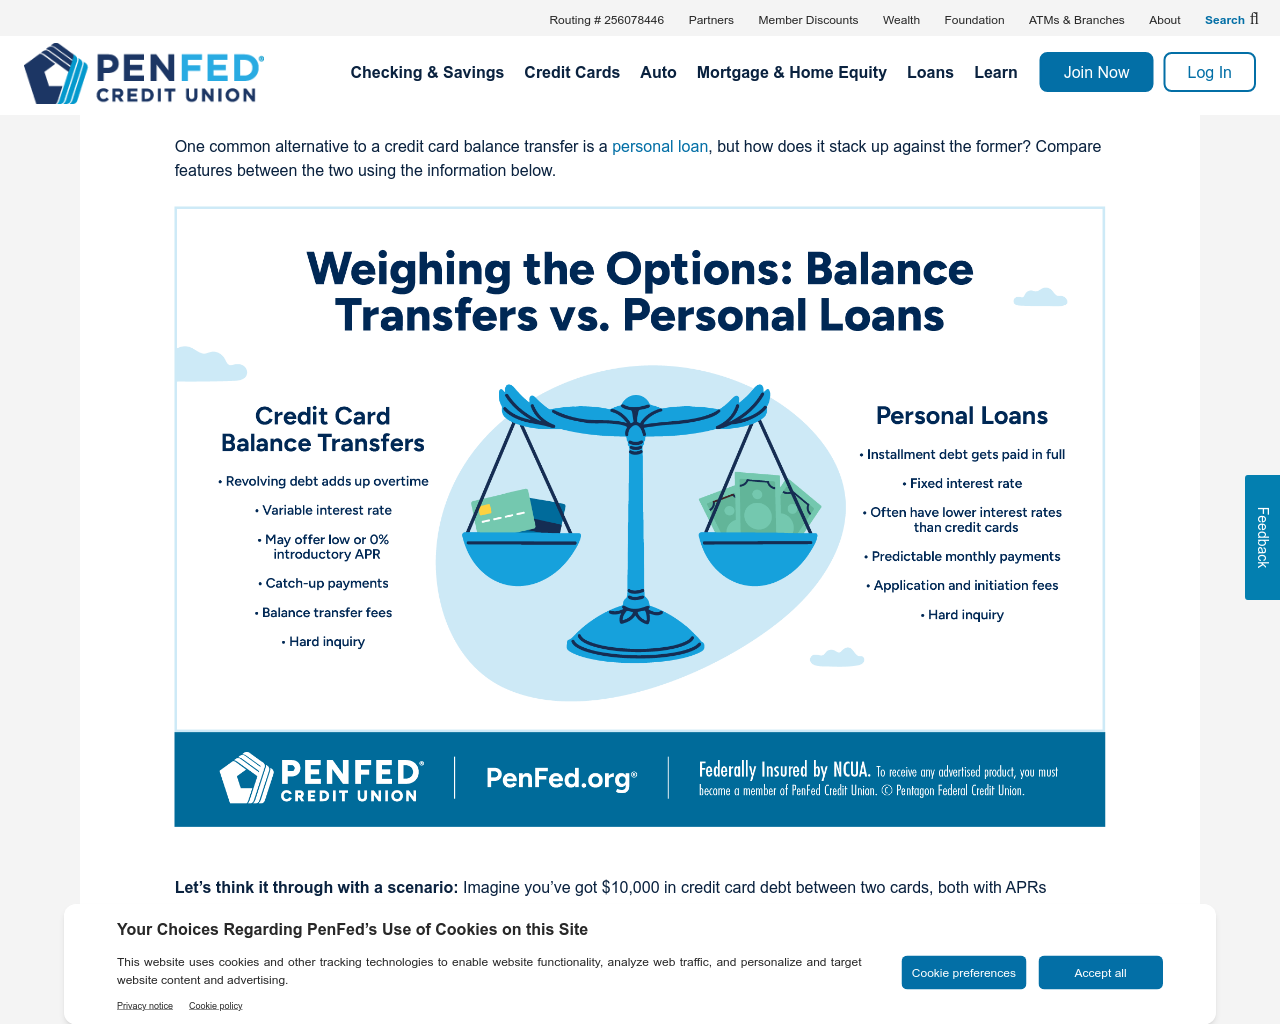 Routing # 256078446 Partners Member Discounts Wealth Foundation ATMs & Branches About Search
PENFED®
CREDIT UNION
Checking & Savings Credit Cards Auto Mortgage & Home Equity Loans Learn Join Now Log In
One common alternative to a credit card balance transfer is a personal loan, but how does it stack up against the former? Compare
features between the two using the information below.
Weighing the Options: Balance
Transfers vs. Personal Loans
Credit Card
Balance Transfers
• Revolving debt adds up overtime
• Variable interest rate
• May offer low or 0%
introductory APR
• Catch-up payments
• Balance transfer fees
• Hard inquiry
Personal Loans
• Installment debt gets paid in full
• Fixed interest rate
• Often have lower interest rates
than credit cards
• Predictable monthly payments
• Application and initiation fees
• Hard inquiry
PENFED®
CREDIT UNION
PenFed.org®
Federally Insured by NCUA. To receive any advertised product, you must
become a member of PenFed Credit Union. © Pentagon Federal Credit Union.
Feedback
Let’s think it through with a scenario: Imagine you’ve got $10,000 in credit card debt between two cards, both with APRs
Your Choices Regarding PenFed’s Use of Cookies on this Site
This website uses cookies and other tracking technologies to enable website functionality, analyze web traffic, and personalize and target
website content and advertising.
Privacy notice Cookie policy
Cookie preferences Accept all